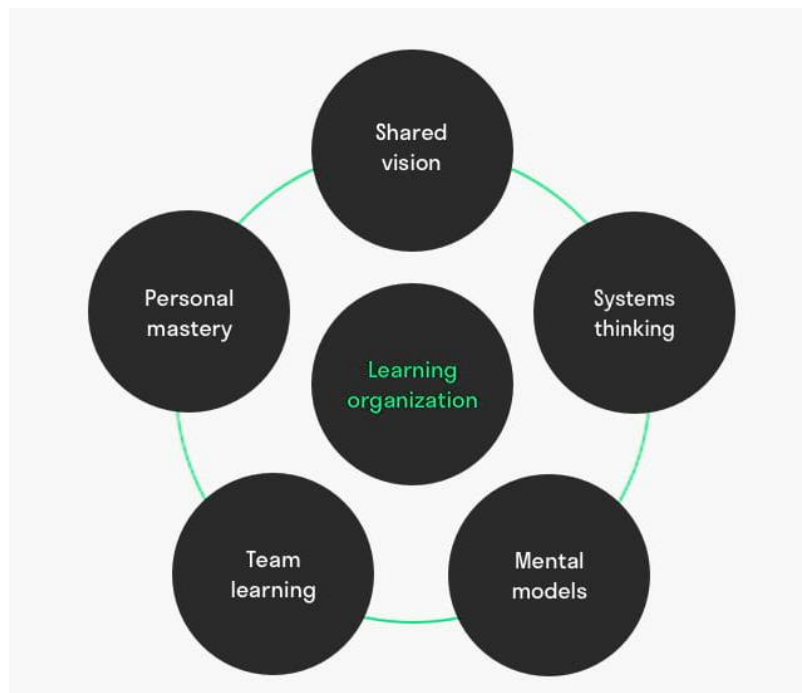 Shared
vision
Personal
mastery
Systems
thinking
Learning
organization
Team
learning
Mental
models